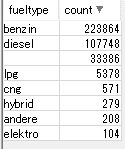 fueltype count
benzin 223864
diesel 107748
33386
lpg 5378
cng 571
hybrid 279
andere 208
elektro 104